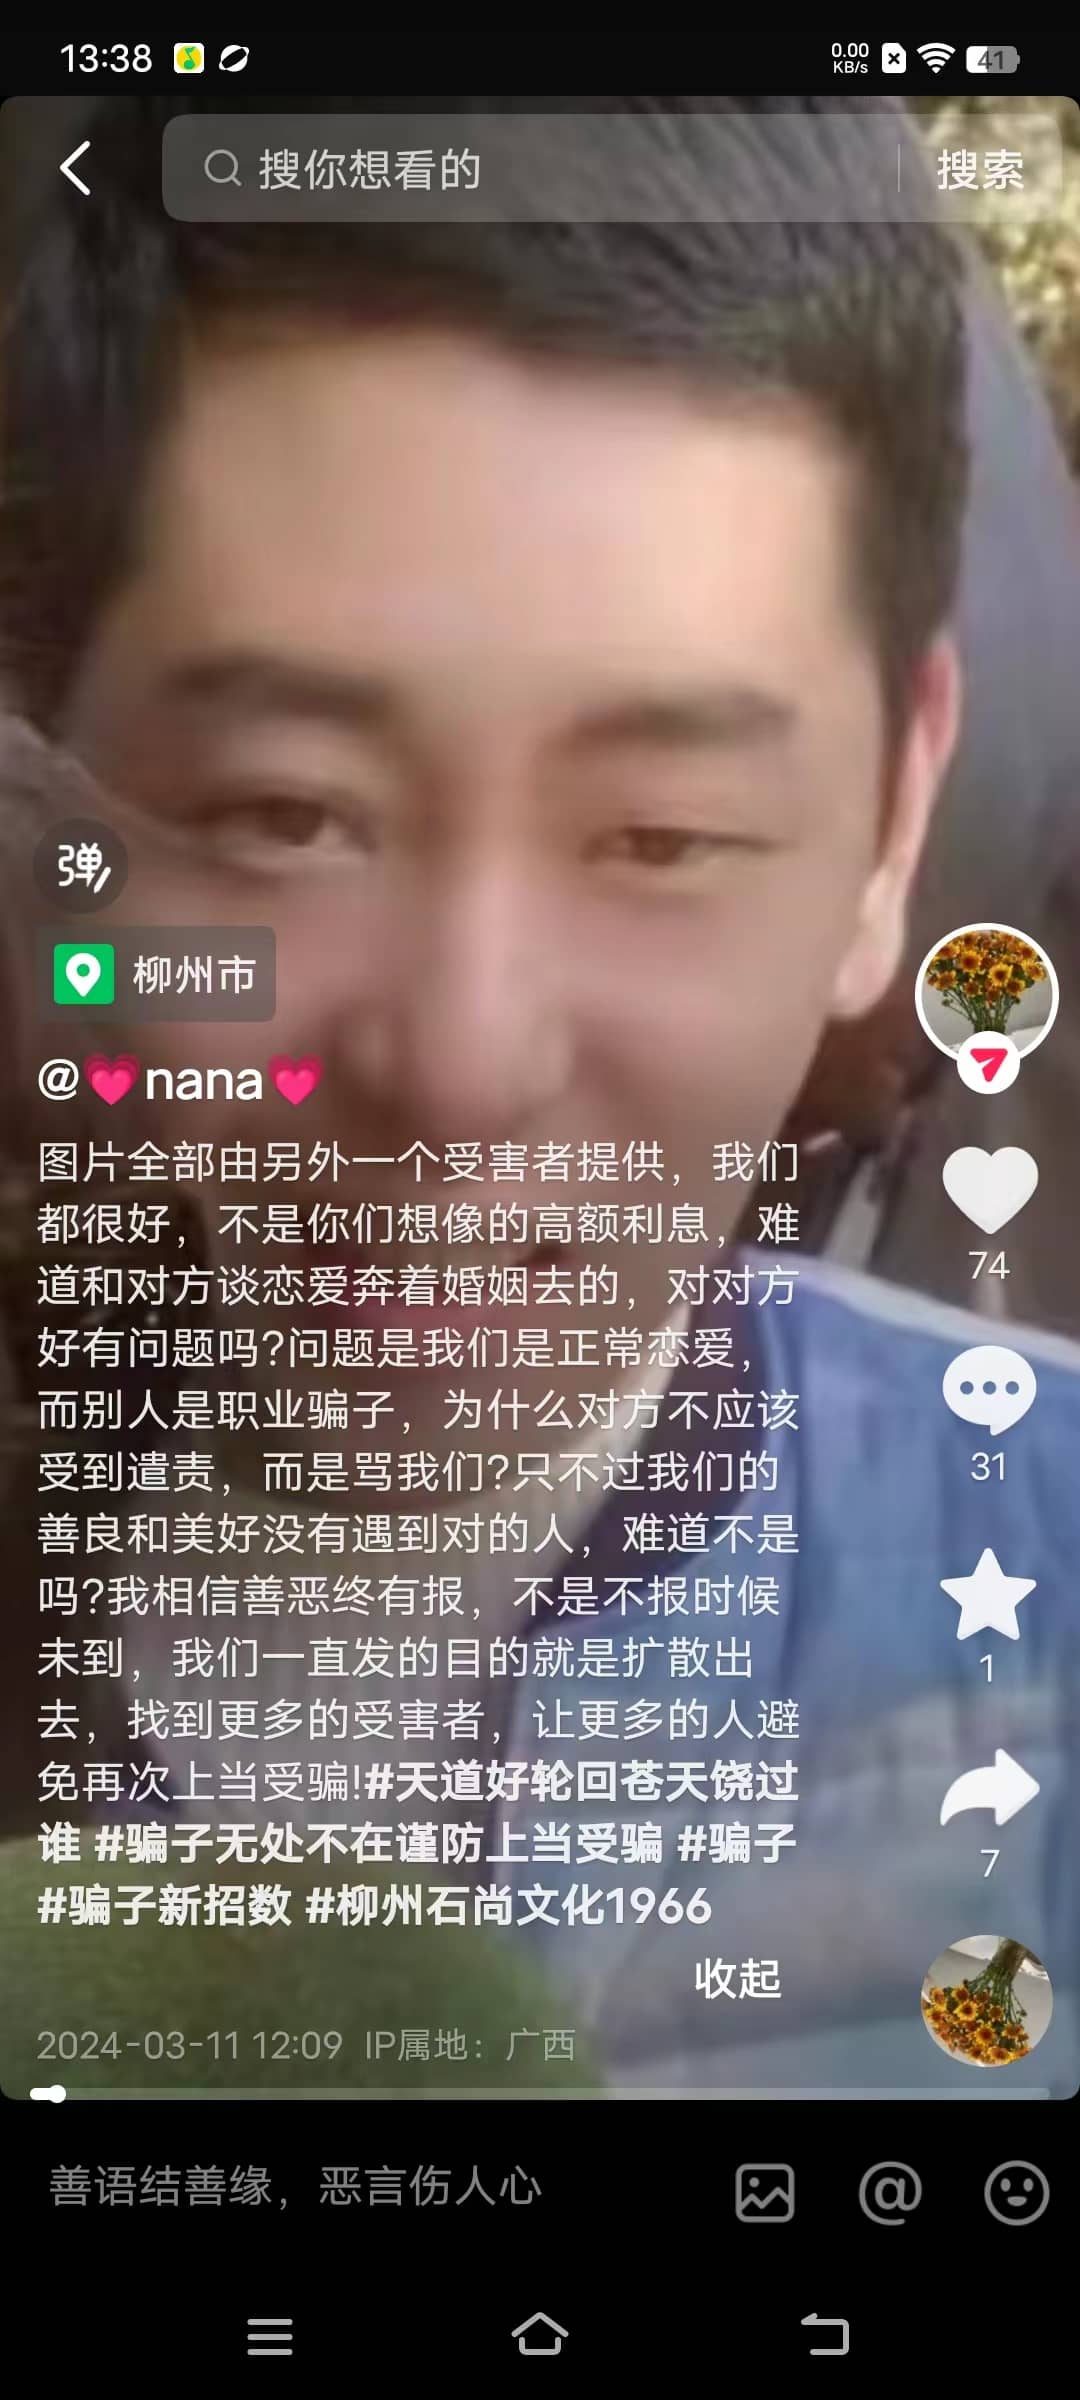 13:38
0.00
KB/s
41
搜你想看的
搜索
弹
柳州市
@💗nana💗
图片全部由另外一个受害者提供，我们
都很好，不是你们想像的高额利息，难
道和对方谈恋爱奔着婚姻去的，对对方
好有问题吗?问题是我们是正常恋爱，
而别人是职业骗子，为什么对方不应该
受到遣责，而是骂我们?只不过我们的
善良和美好没有遇到对的人，难道不是
吗?我相信善恶终有报，不是不报时候
未到，我们一直发的目的就是扩散出
去，找到更多的受害者，让更多的人避
免再次上当受骗!#天道好轮回苍天饶过
谁 #骗子无处不在谨防上当受骗 #骗子
#骗子新招数 #柳州石尚文化1966
收起
2024-03-11 12:09 IP属地：广西
74
31
1
7
善语结善缘，恶言伤人心